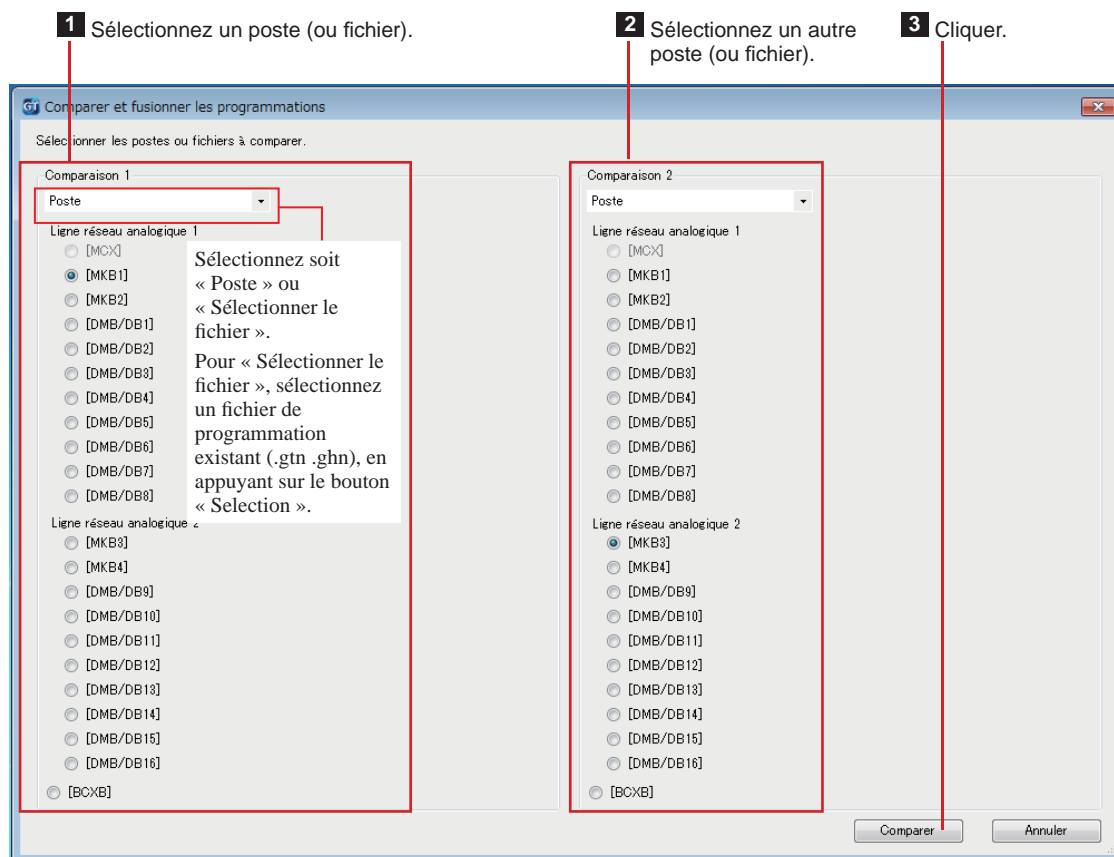 1 Sélectionnez un poste (ou fichier).
2 Sélectionnez un autre
poste (ou fichier).
3 Cliquer.
Comparer et fusionner les programmations
Sélectionner les postes ou fichiers à comparer.
Comparaison 1
Poste
Ligne réseau analogique 1
[MCX]
[MKB1]
[MKB2]
[DMB/DB1]
[DMB/DB2]
[DMB/DB3]
[DMB/DB4]
[DMB/DB5]
[DMB/DB6]
[DMB/DB7]
[DMB/DB8]
Ligne réseau analogique 2
[MKB3]
[MKB4]
[DMB/DB9]
[DMB/DB10]
[DMB/DB11]
[DMB/DB12]
[DMB/DB13]
[DMB/DB14]
[DMB/DB15]
[DMB/DB16]
[BCXB]
Sélectionnez soit
« Poste » ou
« Sélectionner le
fichier ».
Pour « Sélectionner le
fichier », sélectionnez
un fichier de
programmation
existant (.gtn .ghn), en
appuyant sur le bouton
« Selection ».
Comparaison 2
Poste
Ligne réseau analogique 1
[MCX]
[MKB1]
[MKB2]
[DMB/DB1]
[DMB/DB2]
[DMB/DB3]
[DMB/DB4]
[DMB/DB5]
[DMB/DB6]
[DMB/DB7]
[DMB/DB8]
Ligne réseau analogique 2
[MKB3]
[MKB4]
[DMB/DB9]
[DMB/DB10]
[DMB/DB11]
[DMB/DB12]
[DMB/DB13]
[DMB/DB14]
[DMB/DB15]
[DMB/DB16]
[BCXB]
Comparer
Annuler